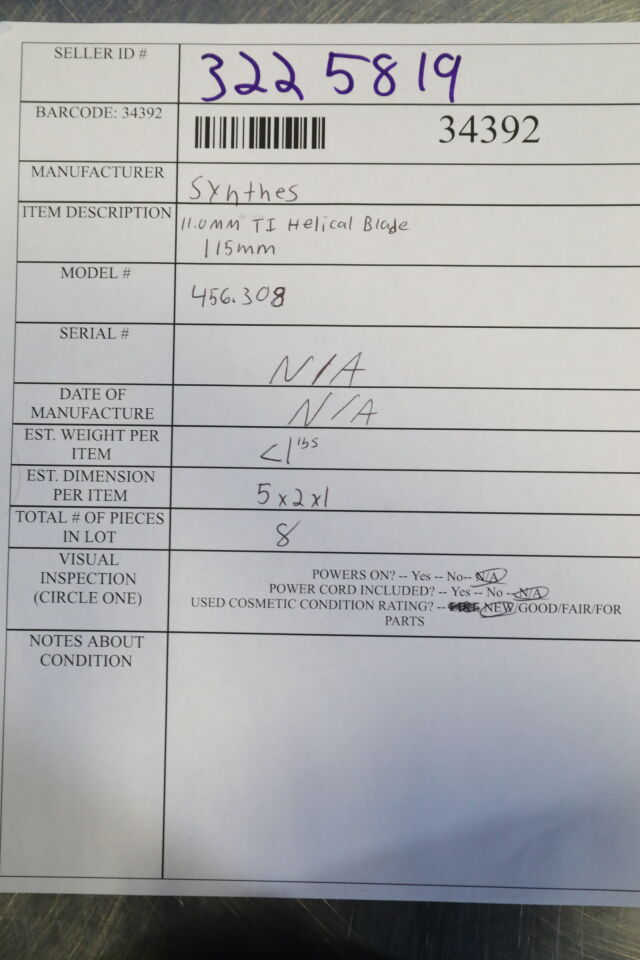 SELLER ID # 3225819
BARCODE: 34392 34392
MANUFACTURER Synthes
ITEM DESCRIPTION 11.0MM TI Helical Blade
115mm
MODEL # 456.308
SERIAL # N/A
DATE OF
MANUFACTURE N/A
EST. WEIGHT PER
ITEM <1 lbs
EST. DIMENSION
PER ITEM 5x2x1
TOTAL # OF PIECES
IN LOT 8
VISUAL
INSPECTION
(CIRCLE ONE)
POWERS ON? -- Yes -- No-- N/A
POWER CORD INCLUDED? -- Yes -- No -- N/A
USED COSMETIC CONDITION RATING? -- NEW/GOOD/FAIR/FOR
PARTS
NOTES ABOUT
CONDITION